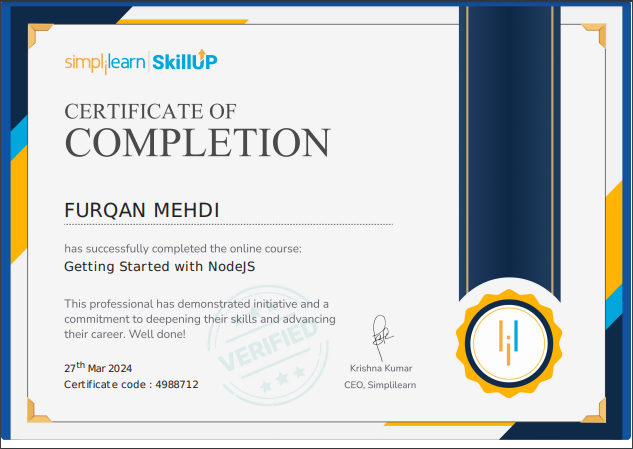 simplilearn | SkillUP
CERTIFICATE OF
COMPLETION
FURQAN MEHDI
has successfully completed the online course:
Getting Started with NodeJS
This professional has demonstrated initiative and a
commitment to deepening their skills and advancing
their career. Well done!
VERIFIED
27th Mar 2024
Certificate code : 4988712
Krishna Kumar
CEO, Simplilearn